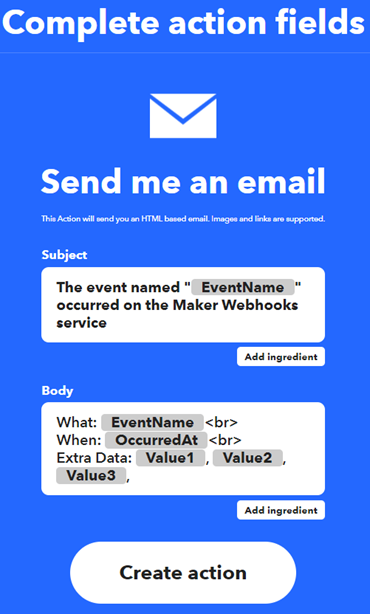 Complete action fields
Send me an email
This Action will send you an HTML based email. Images and links are supported.
Subject
The event named " EventName "
occurred on the Maker Webhooks
service
Add ingredient
Body
What: EventName <br>
When: OccurredAt <br>
Extra Data: Value1 , Value2 ,
Value3 ,
Add ingredient
Create action